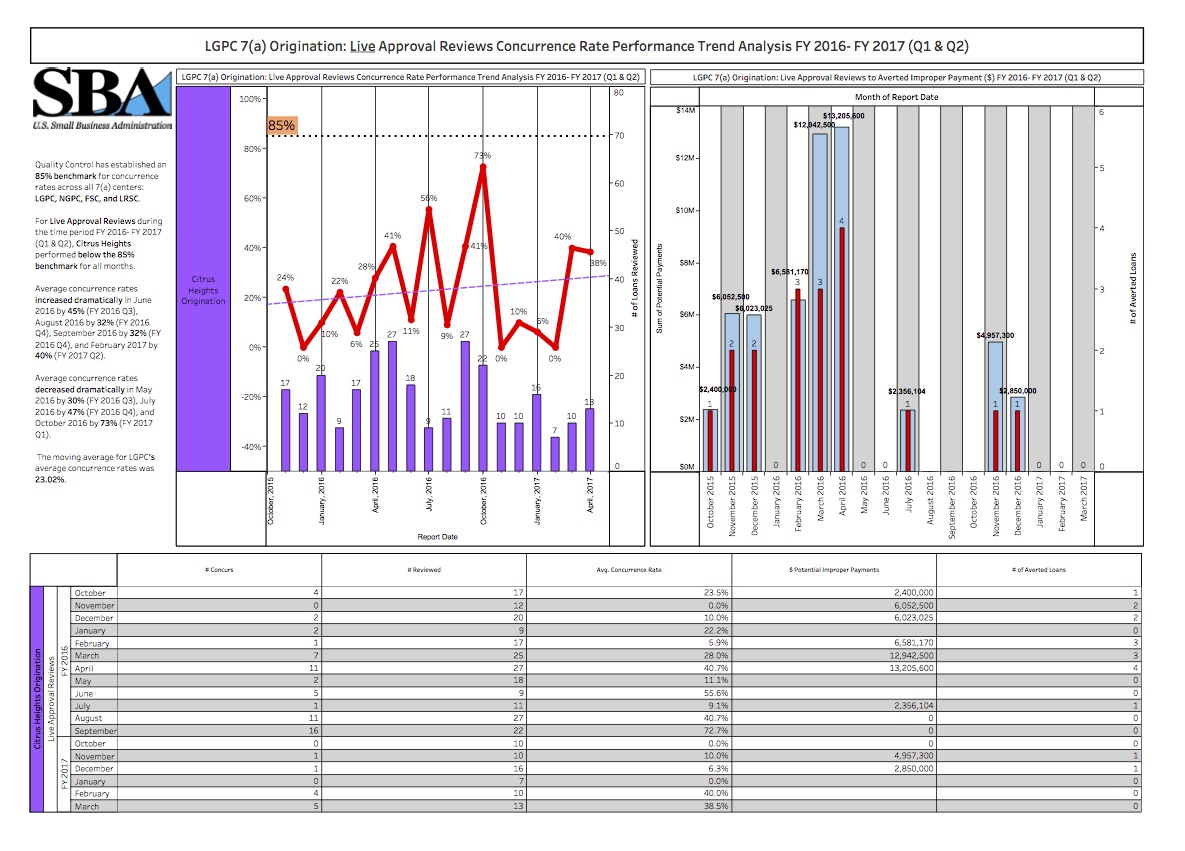 LGPC 7(a) Origination: Live Approval Reviews Concurrence Rate Performance Trend Analysis FY 2016- FY 2017 (Q1 & Q2)
SBA
U.S. Small Business Administration
Quality Control has established an
85% benchmark for concurrence
rates across all 7(a) centers:
LGPC, NGPC, FSC, and LRSC.
For Live Approval Reviews during
the time period FY 2016- FY 2017
(Q1 & Q2), Citrus Heights
performed below the 85%
benchmark for all months.
Average concurrence rates
increased dramatically in June
2016 by 45% (FY 2016 Q3),
August 2016 by 32% (FY 2016
Q4), September 2016 by 32% (FY
2016 Q4), and February 2017 by
40% (FY 2017 Q2).
Average concurrence rates
decreased dramatically in May
2016 by 30% (FY 2016 Q3), July
2016 by 47% (FY 2016 Q4), and
October 2016 by 73% (FY 2017
Q1).
The moving average for LGPC's
average concurrence rates was
23.02%.
LGPC 7(a) Origination: Live Approval Reviews Concurrence Rate Performance Trend Analysis FY 2016- FY 2017 (Q1 & Q2)
Citrus
Heights
Origination
100%
80%
60%
40%
20%
0%
-20%
-40%
85%
24% 0% 10% 22% 6% 28% 41% 11% 56% 9% 41% 73% 0% 10% 6% 0% 40% 38%
17 12 20 9 17 25 27 18 9 11 27 22 10 10 16 7 10 13
80
70
60
50
40
30
20
10
0
# of Loans Reviewed
October, 2015 January, 2016 April, 2016 July, 2016 October, 2016 January, 2017 April, 2017
Report Date
LGPC 7(a) Origination: Live Approval Reviews to Averted Improper Payment ($) FY 2016- FY 2017 (Q1 & Q2)
Month of Report Date
Sum of Potential Payments
$14M
$12M
$10M
$8M
$6M
$4M
$2M
$0M
$2,400,000 $6,052,500 $6,023,025 $6,581,170 $12,942,500 $13,205,600 $2,356,104 $4,957,300 $2,850,000
1 2 2 0 3 3 4 0 0 1 1 1 0 0 0
6
5
4
3
2
1
0
# of Averted Loans
October 2015 November 2015 December 2015 January 2016 February 2016 March 2016 April 2016 May 2016 June 2016 July 2016 August 2016 September 2016 October 2016 November 2016 December 2016 January 2017 February 2017 March 2017
# Concurs # Reviewed Avg. Concurrence Rate $ Potential Improper Payments # of Averted Loans
Citrus Heights Origination
Live Approval Reviews
FY 2016
October 4 17 23.5% 2,400,000 1
November 0 12 0.0% 6,052,500 2
December 2 20 10.0% 6,023,025 2
January 2 9 22.2% 0
February 1 17 5.9% 6,581,170 3
March 7 25 28.0% 12,942,500 3
April 11 27 40.7% 13,205,600 4
May 2 18 11.1% 0
June 5 9 55.6% 0
July 1 11 9.1% 2,356,104 1
August 11 27 40.7% 0 0
September 16 22 72.7% 0 0
FY 2017
October 0 10 0.0% 0 0
November 1 10 10.0% 4,957,300 1
December 1 16 6.3% 2,850,000 1
January 0 7 0.0% 0
February 4 10 40.0% 0
March 5 13 38.5% 0